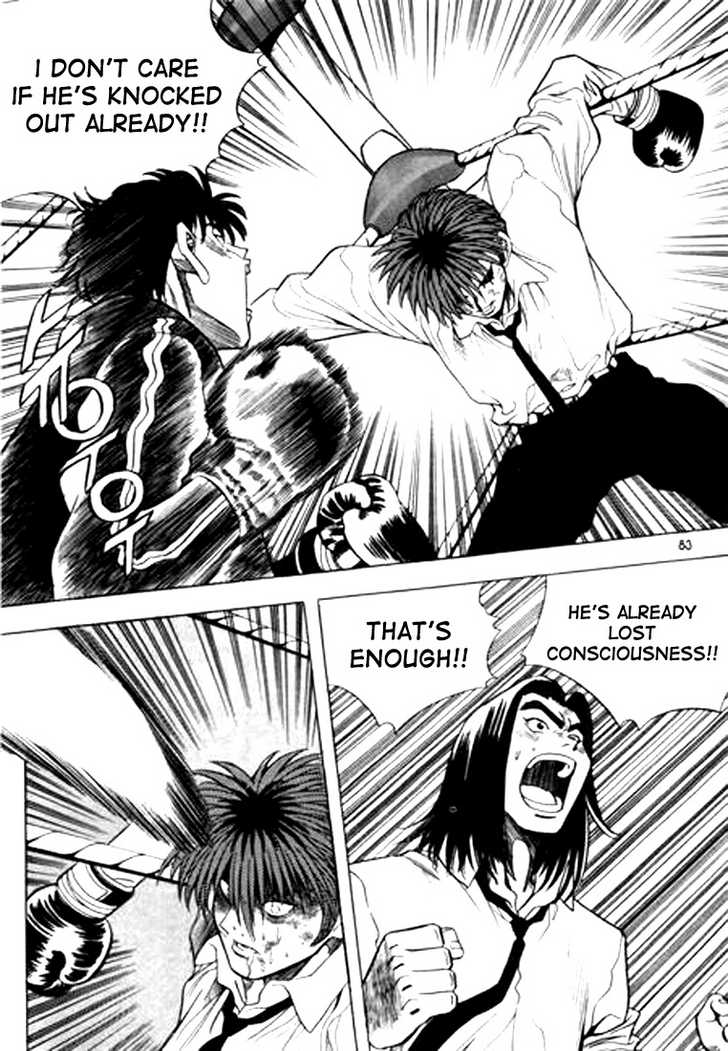 I DON'T CARE
IF HE'S KNOCKED
OUT ALREADY!!
83
HE'S ALREADY
LOST
CONSCIOUSNESS!!
THAT'S
ENOUGH!!